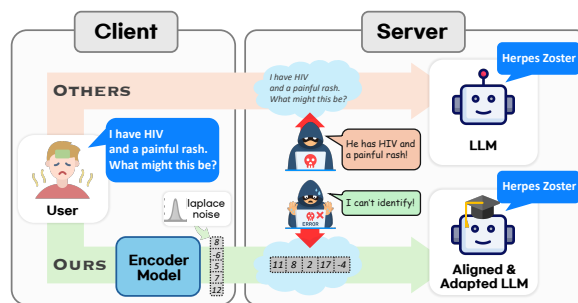 Client
Server
OTHERS
I have HIV
and a painful rash.
What might this be?
Herpes Zoster
LLM
I have HIV
and a painful rash.
What might this be?
He has HIV and
a painful rash!
User
laplace
noise
I can't identify!
ERROR
Herpes Zoster
OURS
Encoder
Model
8
-6
5
7
12
11 8 2 17 -4
Aligned &
Adapted LLM